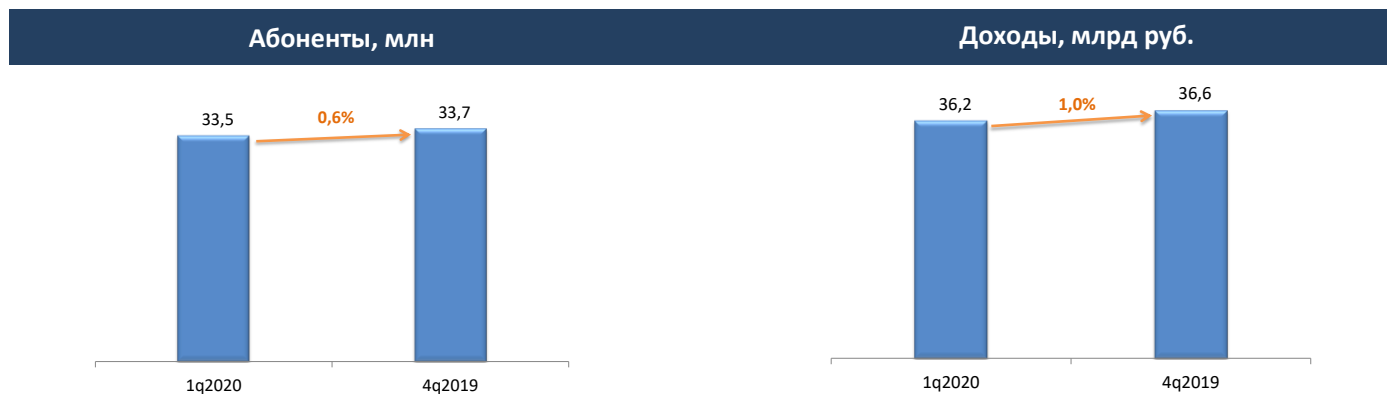 Абоненты, млн
33,5
0,6%
33,7
1q2020
4q2019
Доходы, млрд руб.
36,2
1,0%
36,6
1q2020
4q2019